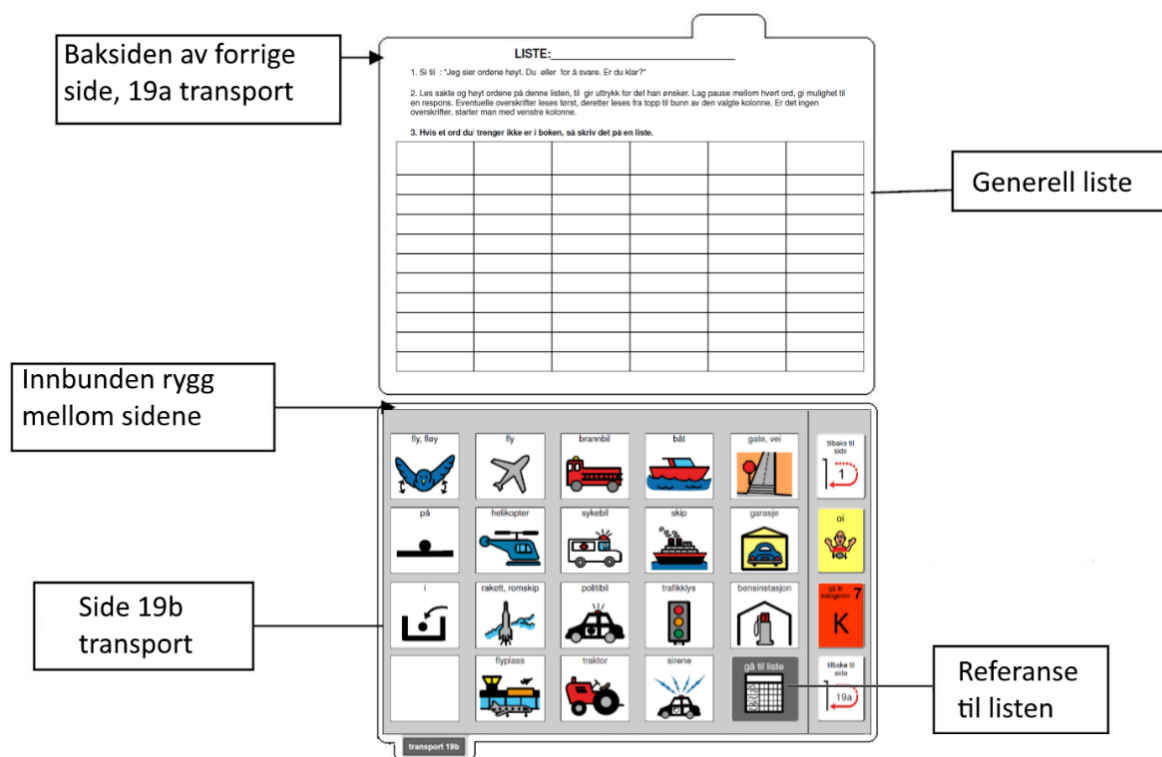 Baksiden av forrige
side, 19a transport
LISTE:
1. Si til : "Jeg sier ordene høyt. Du eller for å svare. Er du klar?"
2. Les sakte og høyt ordene på denne listen, til gir uttrykk for det han ønsker. Lag pause mellom hvert ord, gi mulighet til
en respons. Eventuelle overskrifter leses først, deretter leses fra topp til bunn av den valgte kolonne. Er det ingen
overskrifter, starter man med venstre kolonne.
3. Hvis et ord du trenger ikke er i boken, så skriv det på en liste.
Generell liste
Innbunden rygg
mellom sidene
fly, fløy
fly
brannbil
båt
gate, vei
tilbake til
side
1
på
helikopter
sykebil
skip
garasje
oi
i
rakett, romskip
politibil
trafikklys
bensinstasjon
gå til
kategorier 7
K
Side 19b
transport
flyplass
traktor
sirene
gå til liste
tilbake til
side
19a
Referanse
til listen
transport 19b